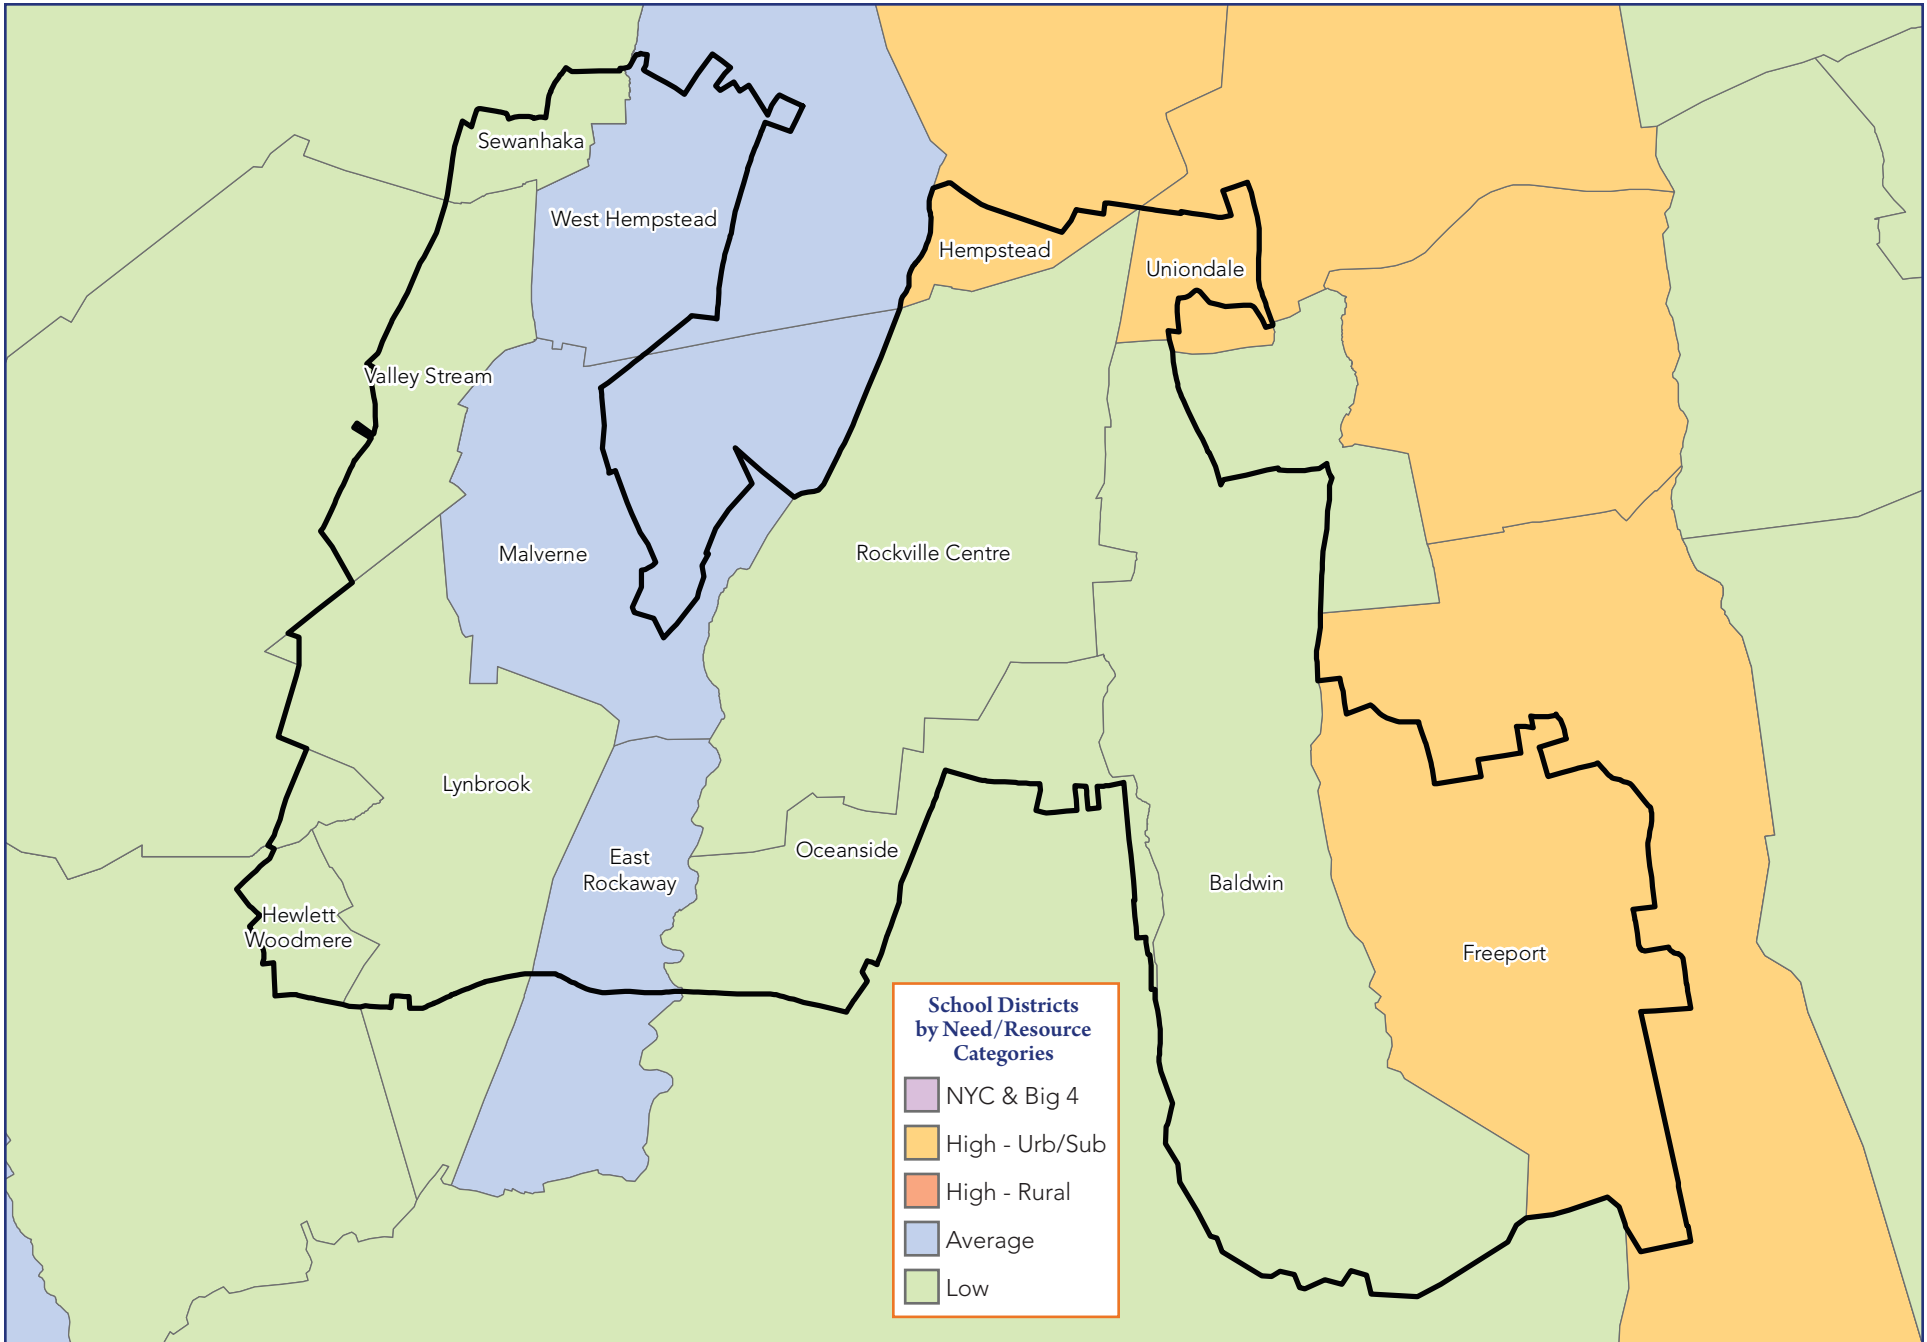 Sewanhaka
West Hempstead
Hempstead
Uniondale
Valley Stream
Malverne
Rockville Centre
Lynbrook
East
Rockaway
Oceanside
Baldwin
Hewlett
Woodmere
Freeport
School Districts
by Need/Resource
Categories
NYC & Big 4
High - Urb/Sub
High - Rural
Average
Low